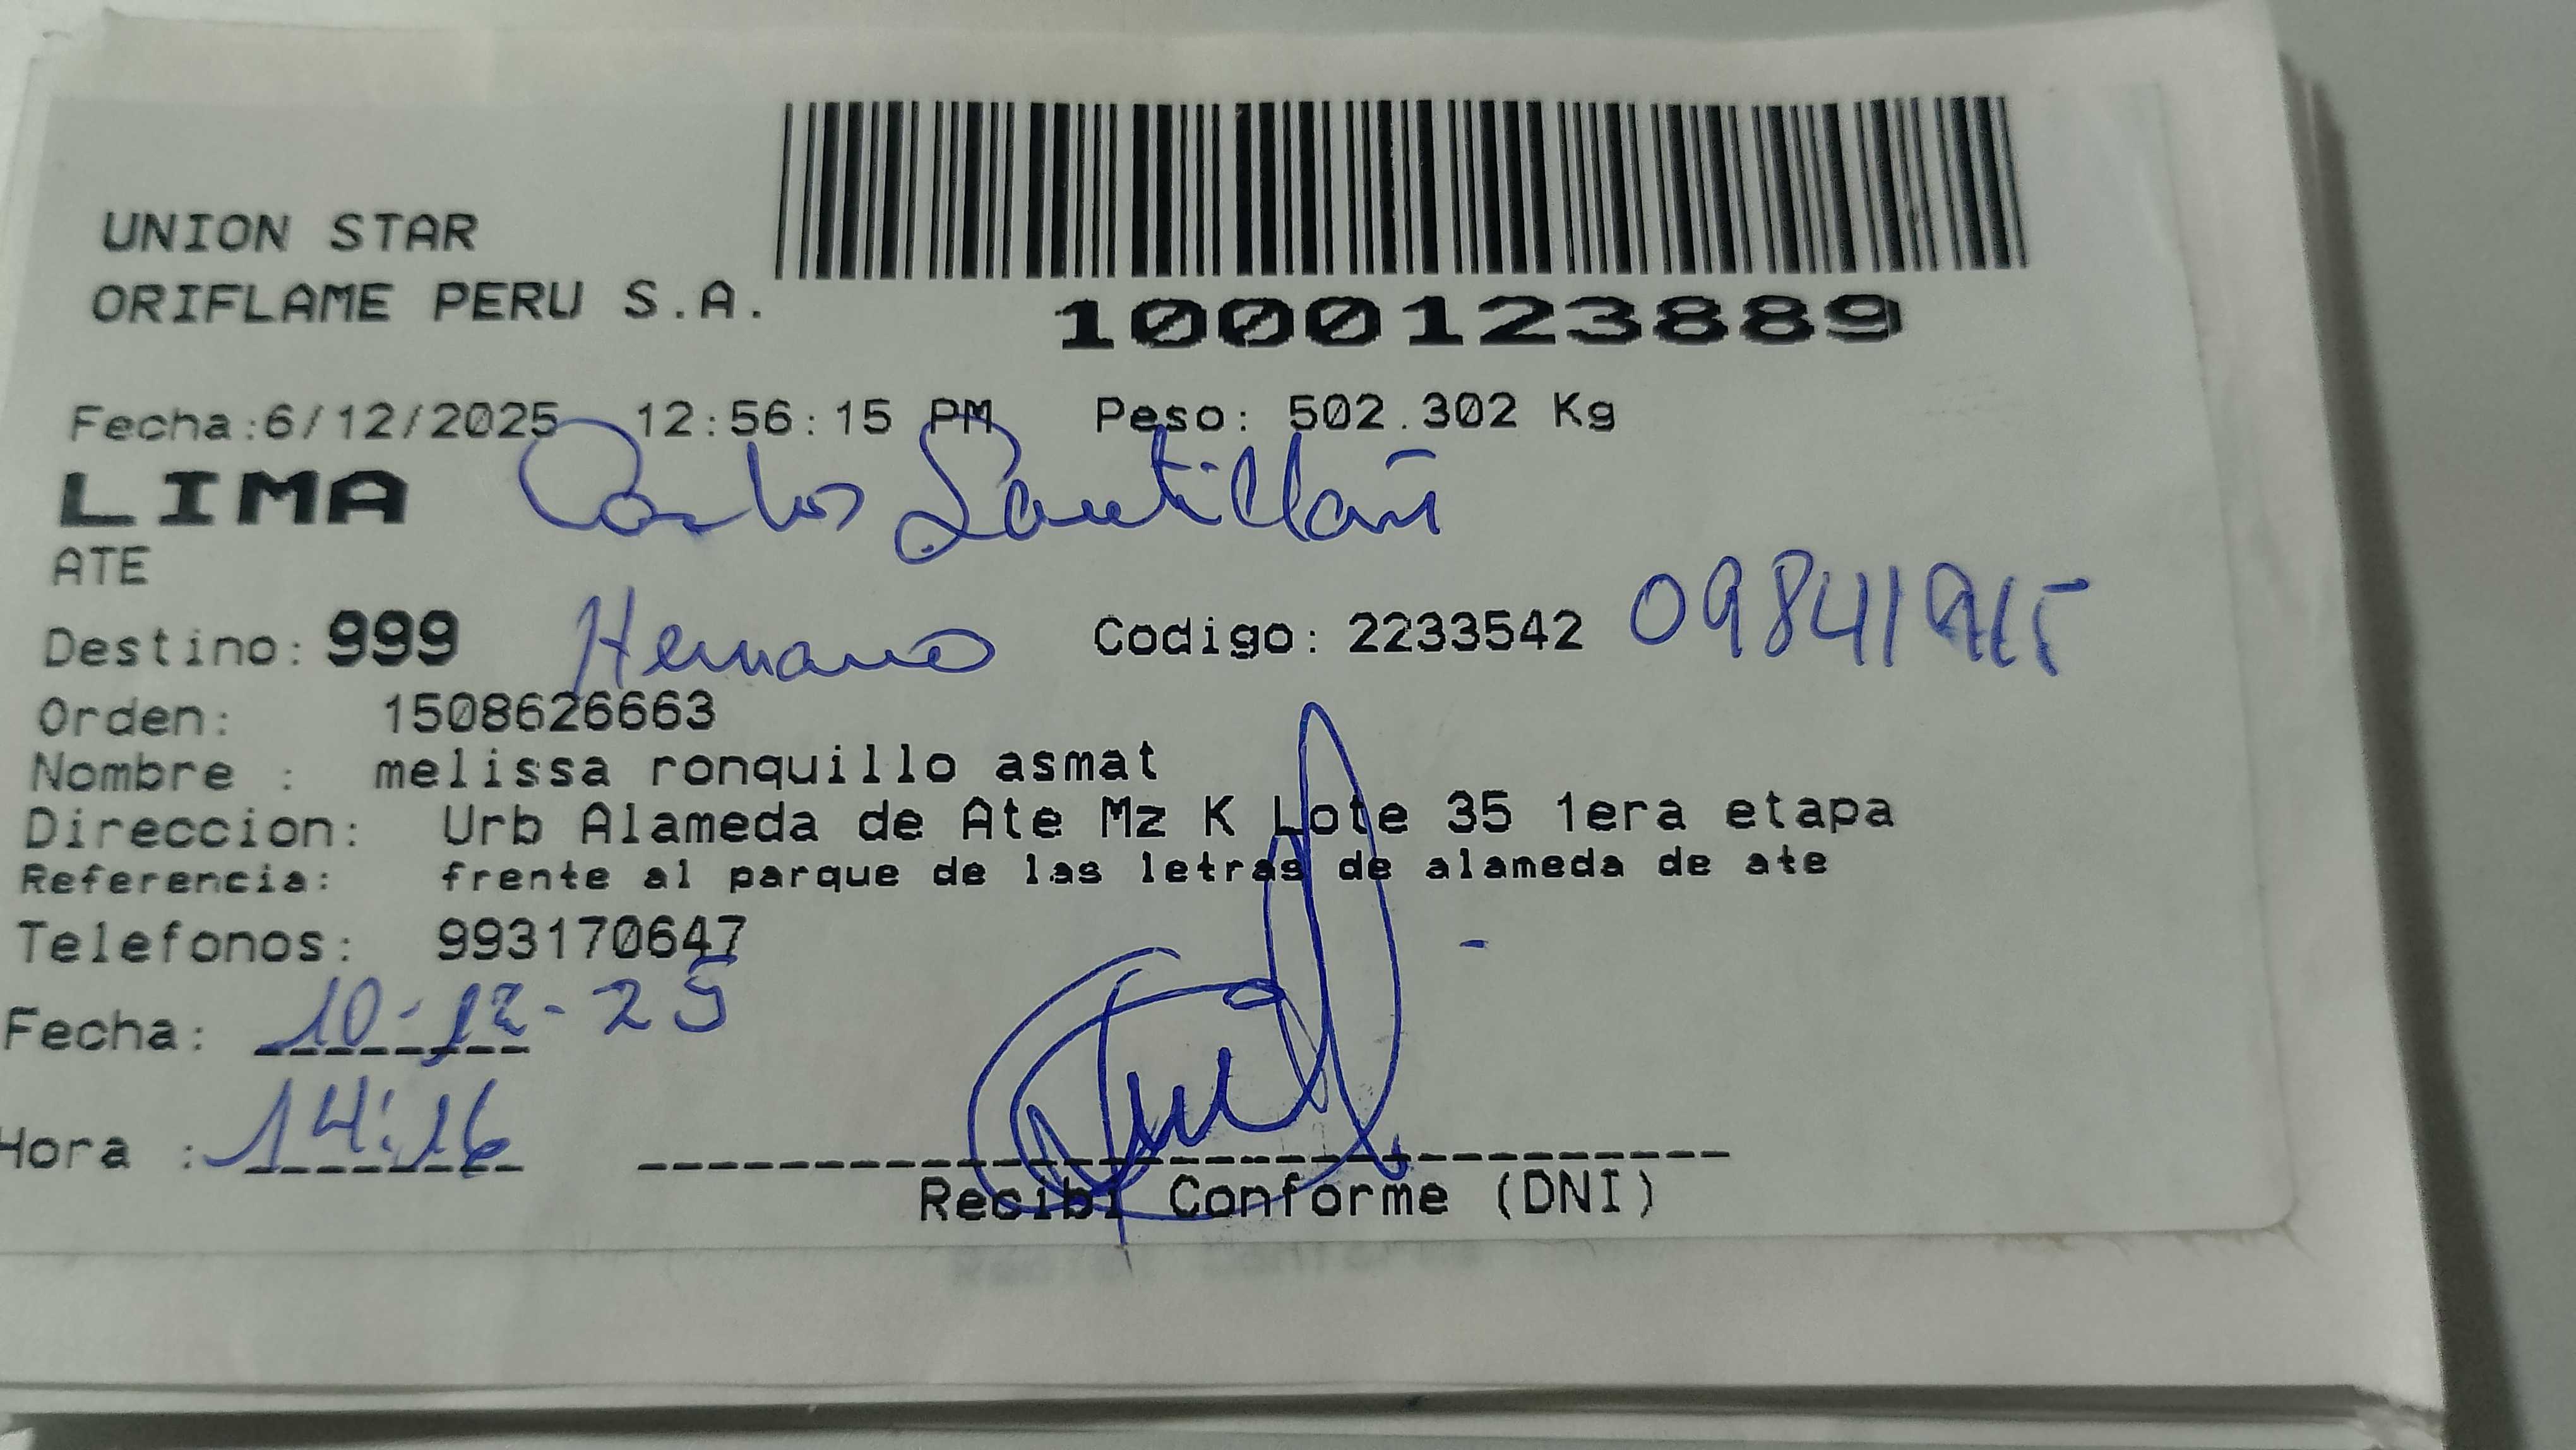 UNION STAR
ORIFLAME PERU S.A.
1000123889
Fecha:6/12/2025 12:56:15 PM Peso: 502.302 Kg
LIMA Carlos Santillan
ATE
Destino: 999 Hermano Codigo: 2233542
Orden: 1508626663
Nombre : melissa ronquillo asmat
Direccion: Urb Alameda de Ate Mz K Lote 35 1era etapa
Referencia: frente al parque de las letras de alameda de ate
Telefonos: 993170647
Fecha: 10-12-25
Hora : 14:16
Recibi Conforme (DNI)